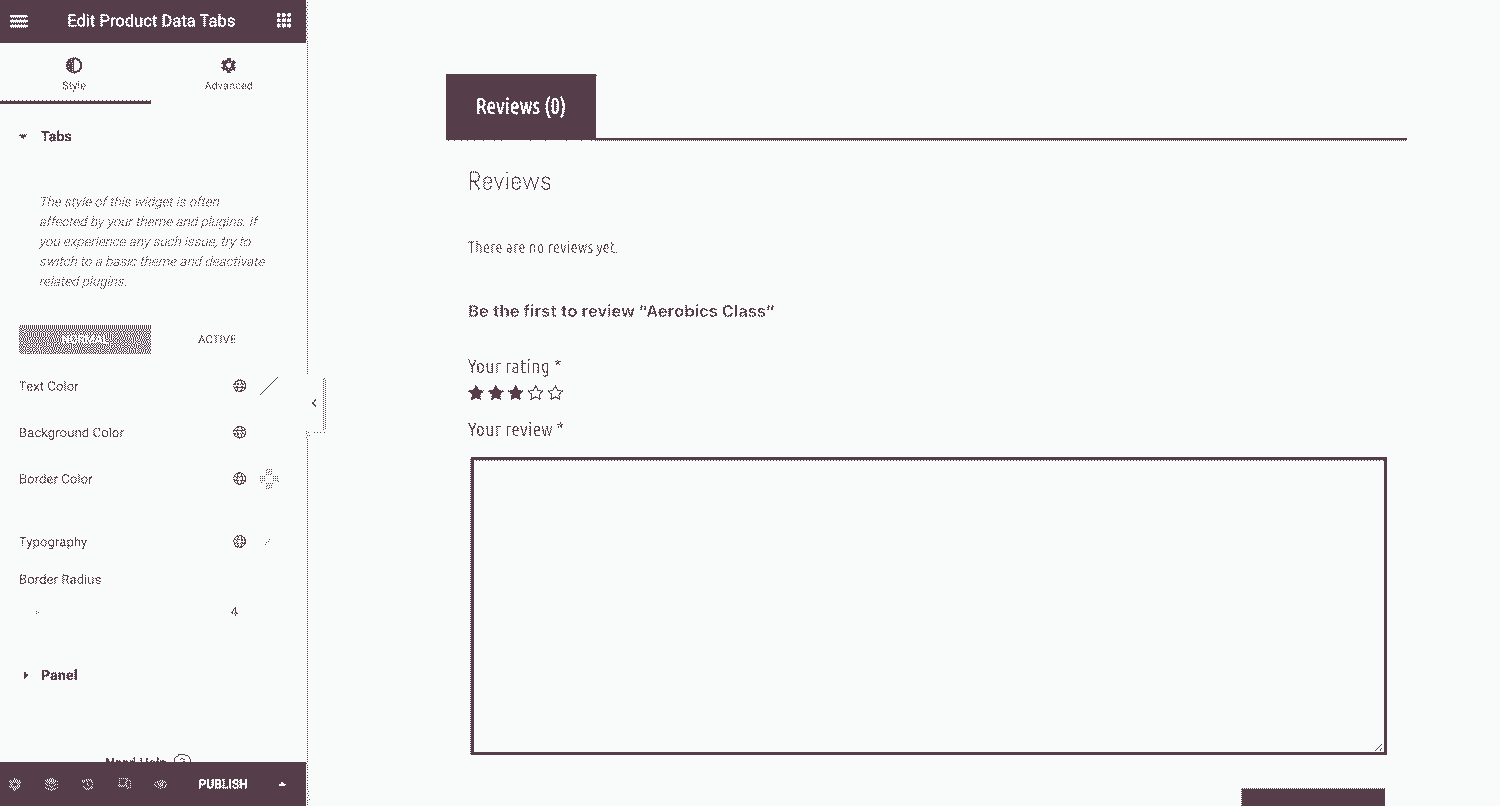 Edit Product Data Tabs
Style
Advanced
Tabs
The style of this widget is often
affected by your theme and plugins. If
you experience any such issue, try to
switch to a basic theme and deactivate
related plugins.
NORMAL
ACTIVE
Text Color
Background Color
Border Color
Typography
Border Radius
4
Panel
Need Help ?
PUBLISH
Reviews (0)
Reviews
There are no reviews yet.
Be the first to review “Aerobics Class”
Your rating *
Your review *